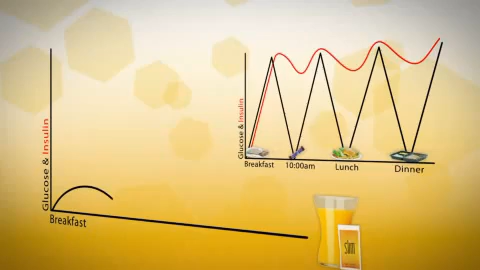 Glucose & Insulin
Breakfast
Glucose & Insulin
Breakfast
10:00am
Lunch
Dinner
slim